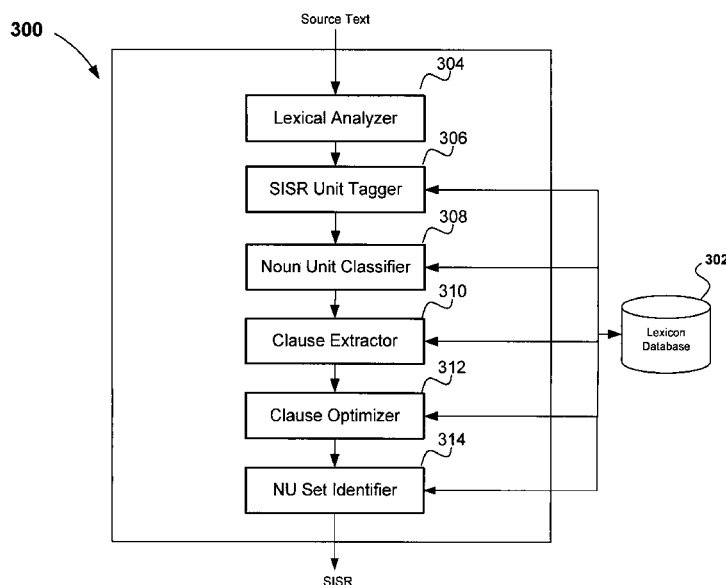 Source Text
300
304
Lexical Analyzer
306
SISR Unit Tagger
308
Noun Unit Classifier
302
310
Lexicon
Database
Clause Extractor
312
Clause Optimizer
314
NU Set Identifier
SISR